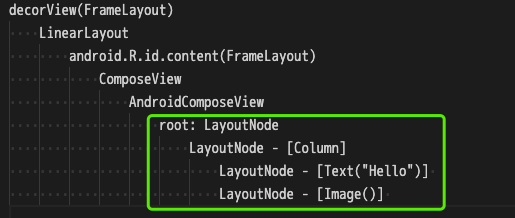 decorView(FrameLayout)
LinearLayout
android.R.id.content(FrameLayout)
ComposeView
AndroidComposeView
root: LayoutNode
LayoutNode - [Column]
LayoutNode - [Text("Hello")]
LayoutNode - [Image()]